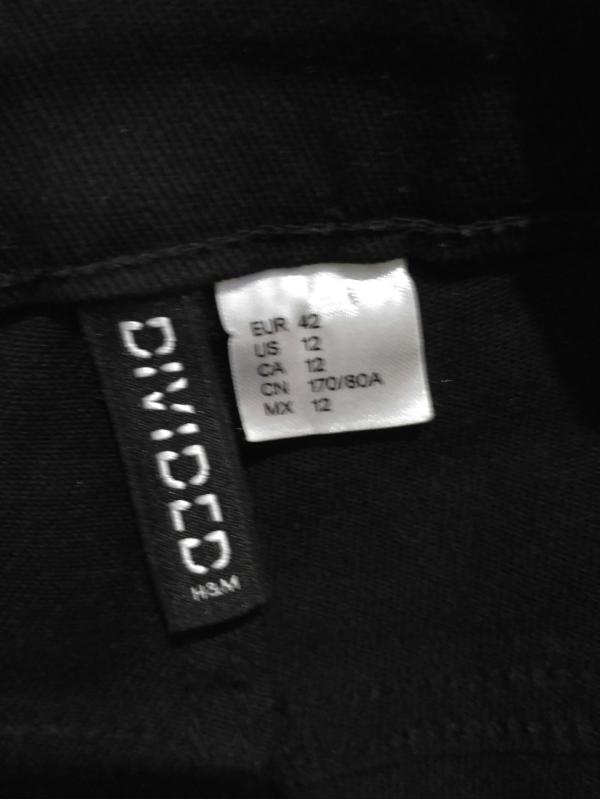 DIVIDED
H&M
EUR 42
US 12
CA 12
CN 170/80A
MX 12